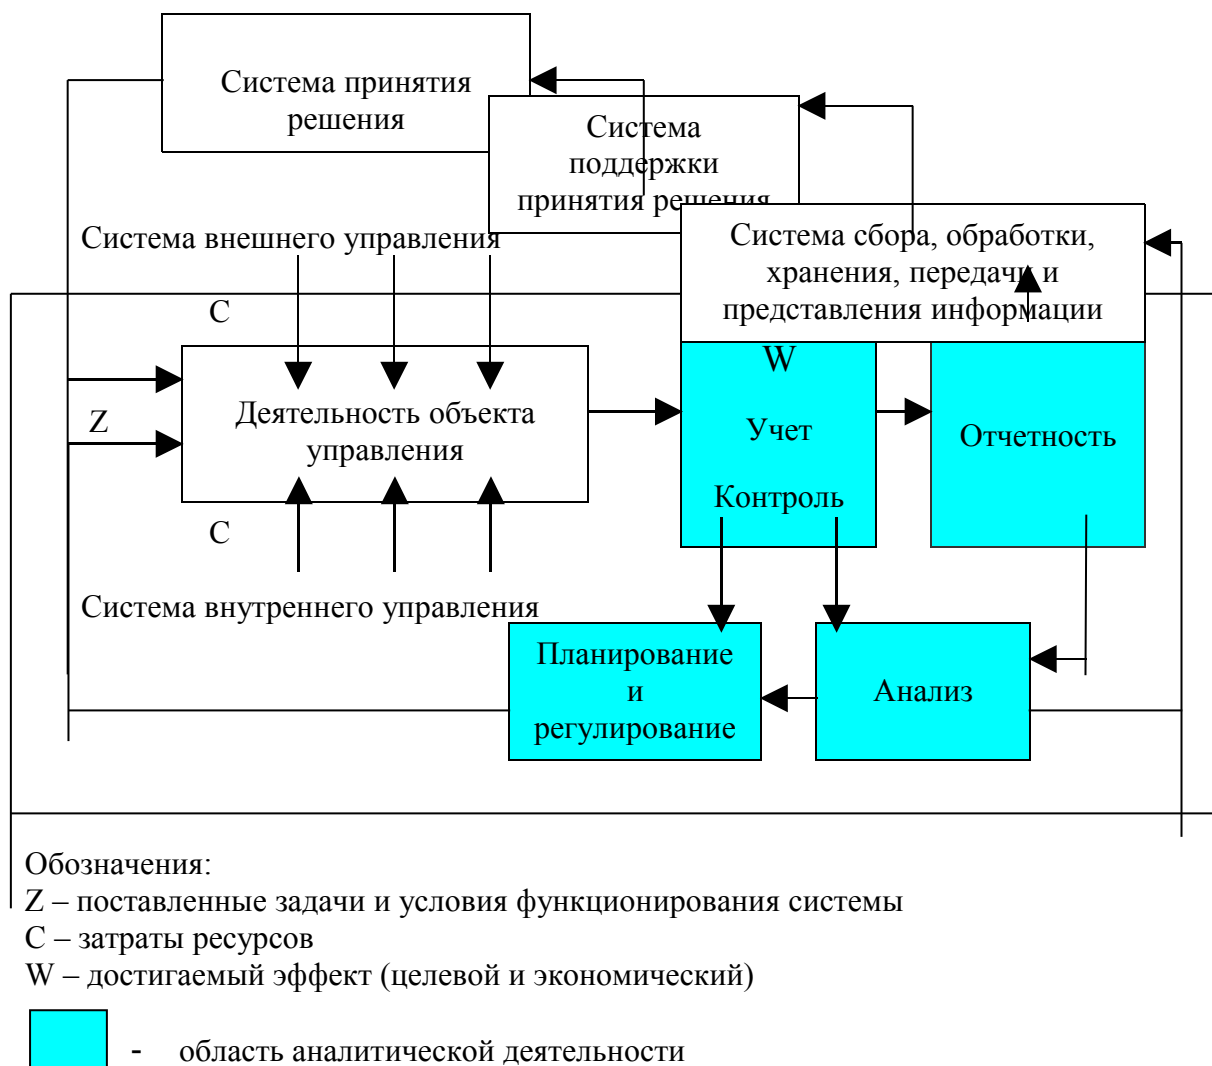 Система принятия
решения
Система
поддержки
принятия решения
Система сбора, обработки,
хранения, передачи и
представления информации
Система внешнего управления
С
W
Z
Деятельность объекта
управления
Учет
Контроль
Отчетность
С
Система внутреннего управления
Планирование
и
регулирование
Анализ
Обозначения:
Z – поставленные задачи и условия функционирования системы
С – затраты ресурсов
W – достигаемый эффект (целевой и экономический)
- область аналитической деятельности